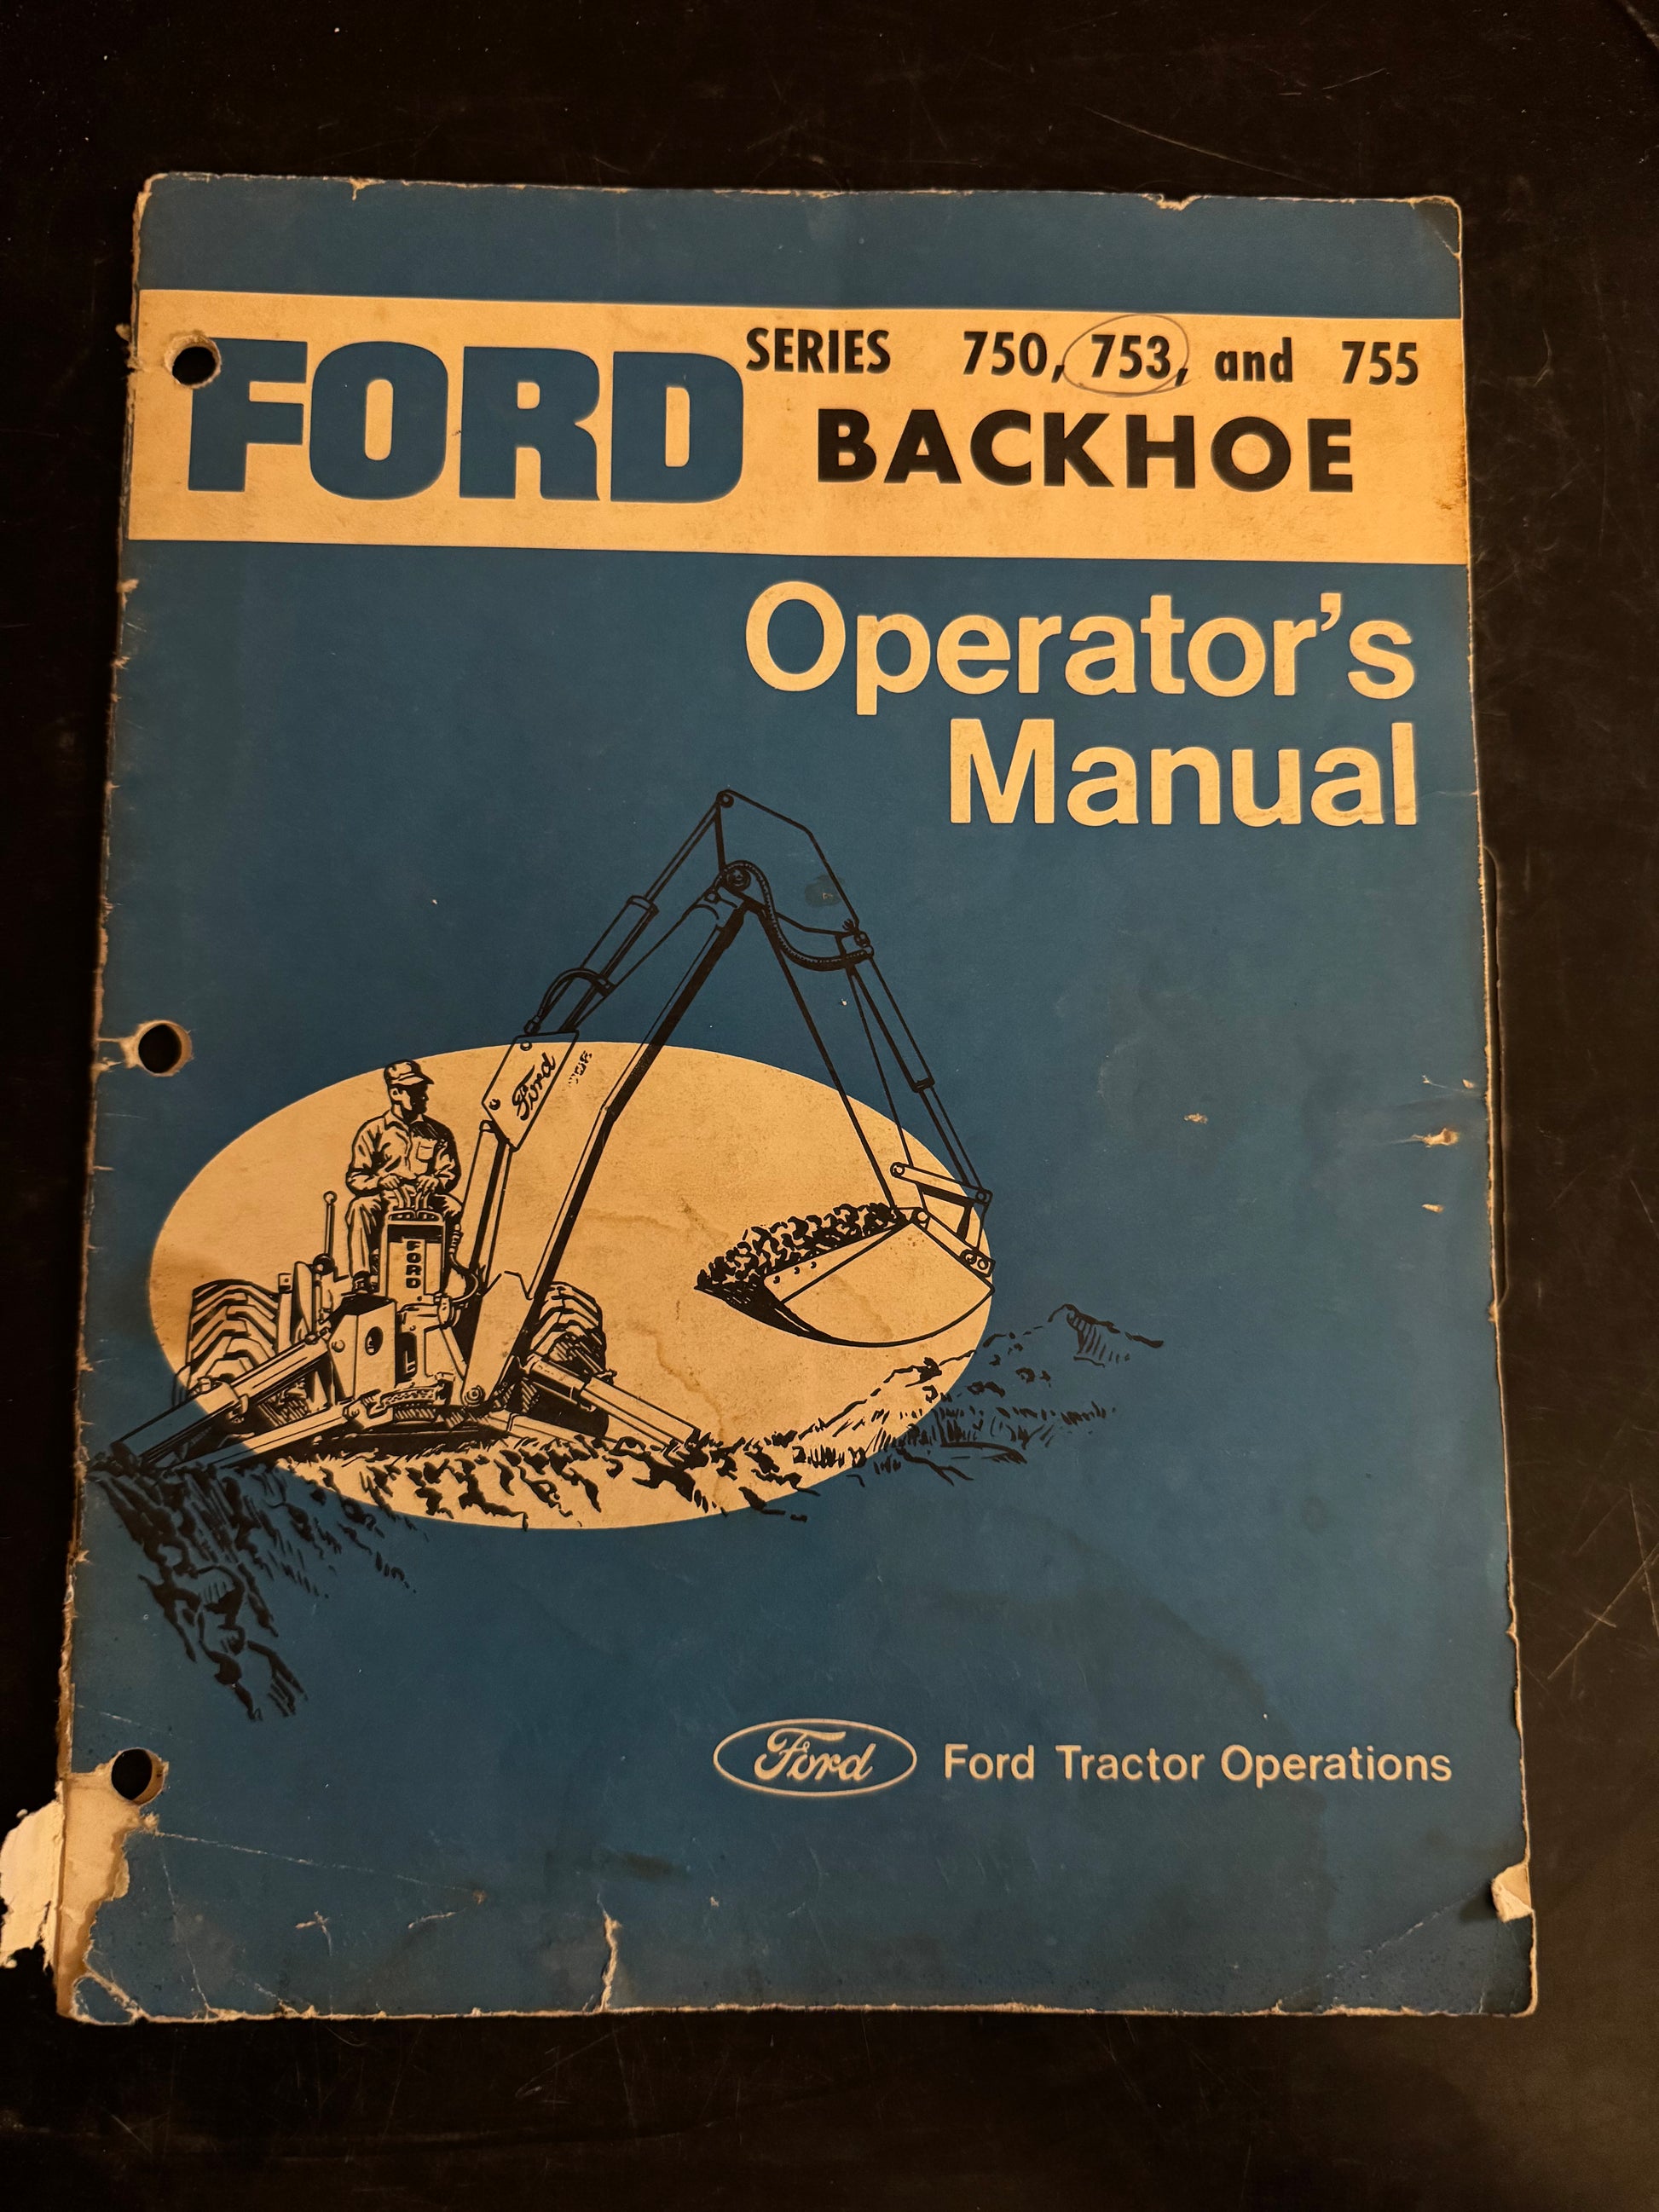 FORD SERIES 750, 753, and 755
BACKHOE
Operator's
Manual
Ford
FORD
Ford Ford Tractor Operations